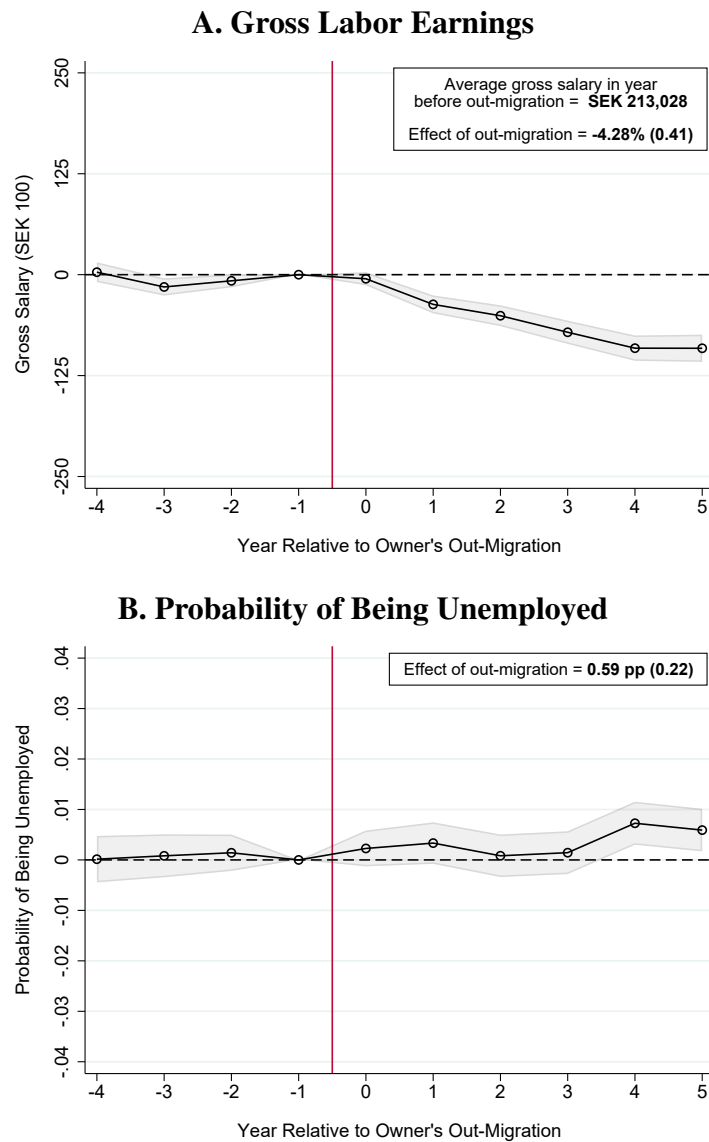 A. Gross Labor Earnings
Average gross salary in year
before out-migration = SEK 213,028
Effect of out-migration = -4.28% (0.41)
Gross Salary (SEK 100)
250
125
0
-125
-250
-4 -3 -2 -1 0 1 2 3 4 5
Year Relative to Owner's Out-Migration
B. Probability of Being Unemployed
Effect of out-migration = 0.59 pp (0.22)
Probability of Being Unemployed
.04
.03
.02
.01
0
-.01
-.02
-.03
-.04
-4 -3 -2 -1 0 1 2 3 4 5
Year Relative to Owner's Out-Migration